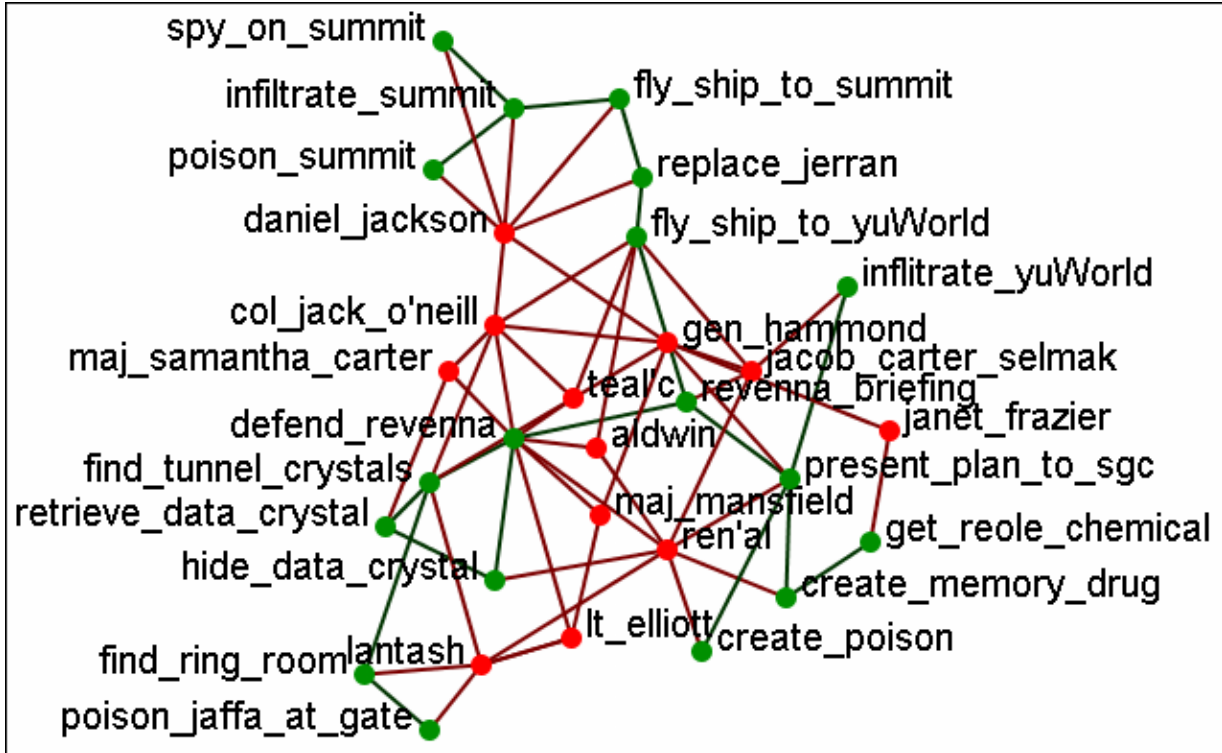 spy_on_summit
fly_ship_to_summit
infiltrate_summit
poison_summit
replace_jerran
daniel_jackson
fly_ship_to_yuWorld
inflitrate_yuWorld
col_jack_o'neill
gen_hammond
maj_samantha_carter
jacob_carter_selmak
teal'c
revenna_briefing
janet_frazier
defend_revenna
aldwin
find_tunnel_crystals
present_plan_to_sgc
maj_mansfield
retrieve_data_crystal
get_reole_chemical
ren'al
hide_data_crystal
create_memory_drug
lt_elliott
create_poison
lantash
find_ring_room
poison_jaffa_at_gate